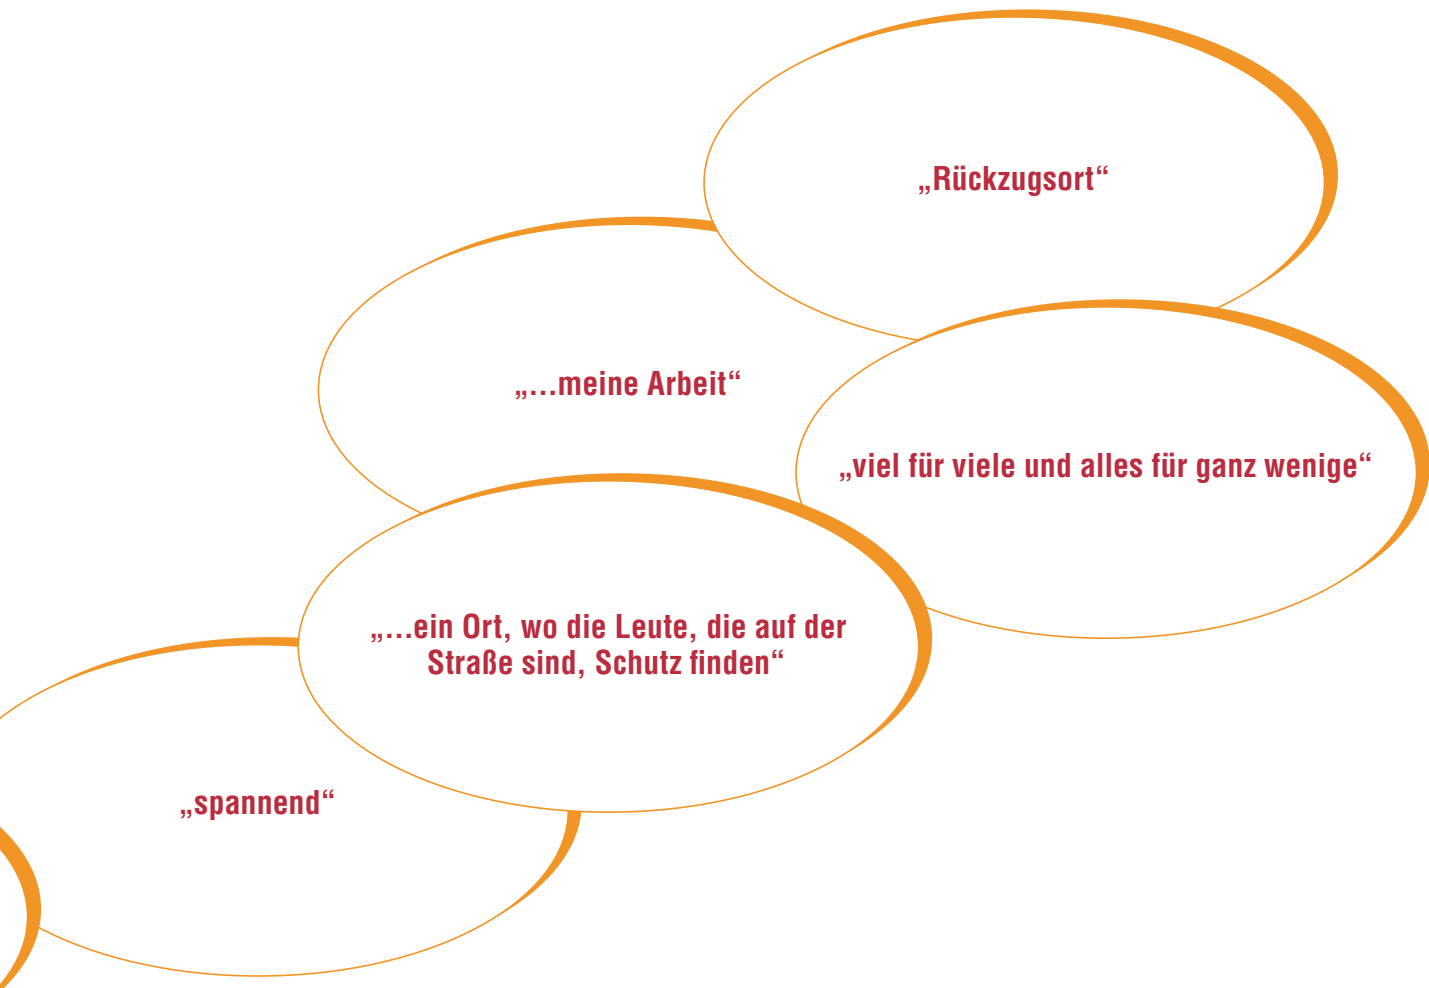 „Rückzugsort“
„...meine Arbeit“
„viel für viele und alles für ganz wenige“
„...ein Ort, wo die Leute, die auf der
Straße sind, Schutz finden“
„spannend“